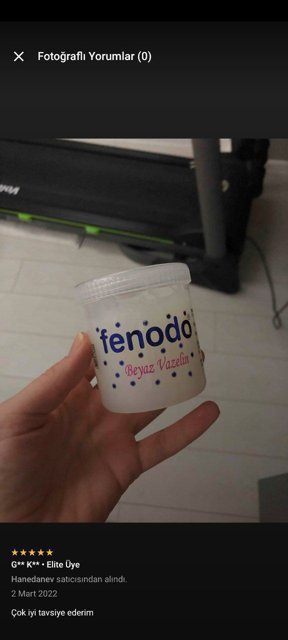 Fotoğraflı Yorumlar (0)
fenodo
Beyaz Vazelin
G** K** • Elite Üye
Hanedanev satıcısından alındı.
2 Mart 2022
Çok iyi tavsiye ederim